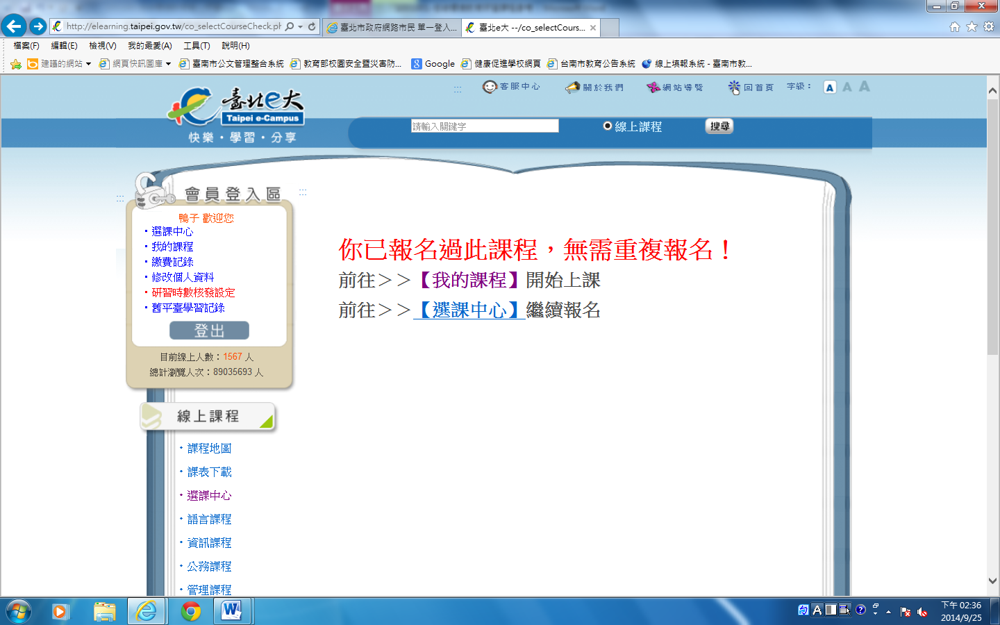 http://elearning.taipei.gov.tw/co_selectCourseCheck.ph
臺北市政府網路市民 單一登入...
臺北e大 --/co_selectCours...
檔案(F) 編輯(E) 檢視(V) 我的最愛(A) 工具(T) 說明(H)
建議的網站 網頁快訊圖庫 臺南市公文管理整合系統 教育部校園安全暨災害防... Google 健康促進學校網頁 台南市教育公告系統 線上填報系統 - 臺南市教...
::: 客服中心 關於我們 網站導覽 回首頁 字級： A A A
臺北e大
Taipei e-Campus
快樂・學習・分享
請輸入關鍵字 線上課程 搜尋
::: 會員登入區 :::
鴨子 歡迎您
・選課中心
・我的課程
・繳費記錄
・修改個人資料
・研習時數核發設定
・舊平臺學習記錄
登出
目前線上人數：1567 人
總計瀏覽人次：89035693 人
你已報名過此課程，無需重複報名！
前往＞＞【我的課程】開始上課
前往＞＞【選課中心】繼續報名
線上課程
・課程地圖
・課表下載
・選課中心
・語言課程
・資訊課程
・公務課程
・管理課程
下午 02:36
2014/9/25